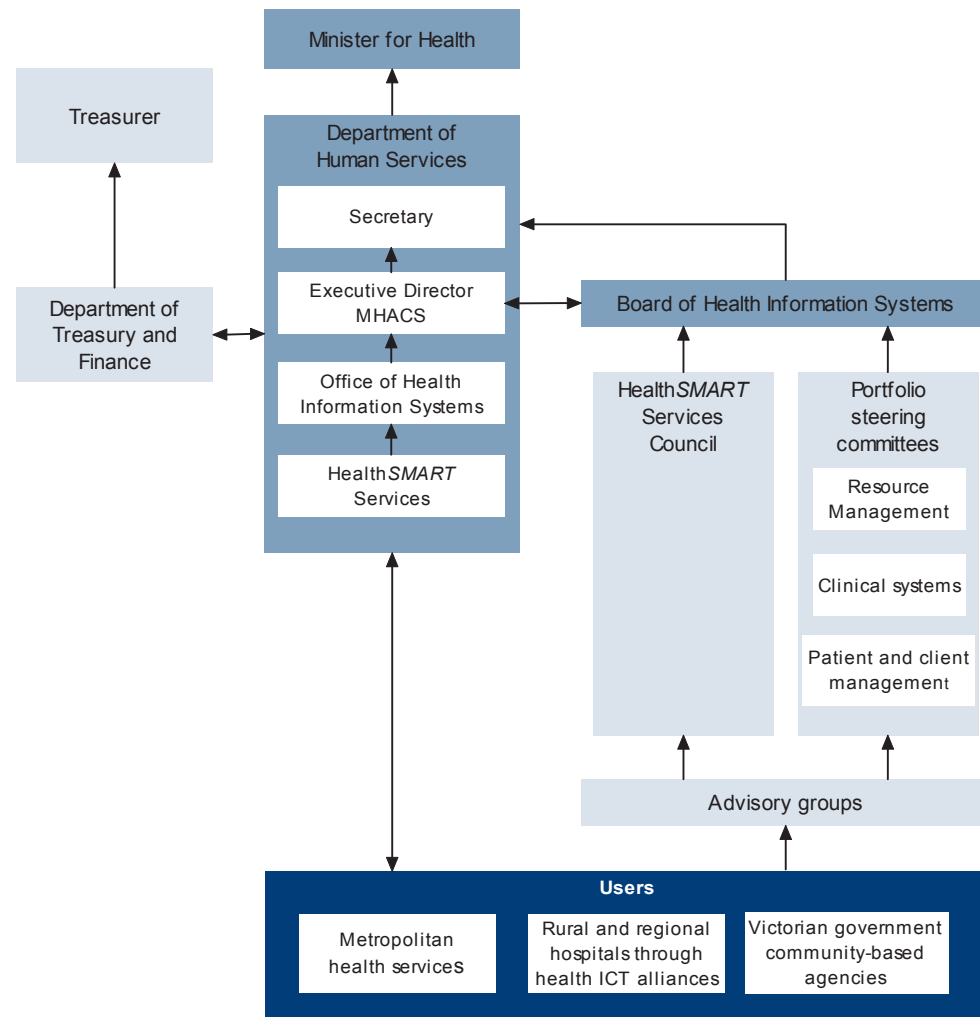 Minister for Health
Treasurer
Department of
Human Services
Secretary
Executive Director
MHACS
Board of Health Information Systems
Department of
Treasury and
Finance
Office of Health
Information Systems
HealthSMART
Services
HealthSMART
Services
Council
Portfolio
steering
committees
Resource
Management
Clinical systems
Patient and client
management
Advisory groups
Users
Metropolitan
health services
Rural and regional
hospitals through
health ICT alliances
Victorian government
community-based
agencies